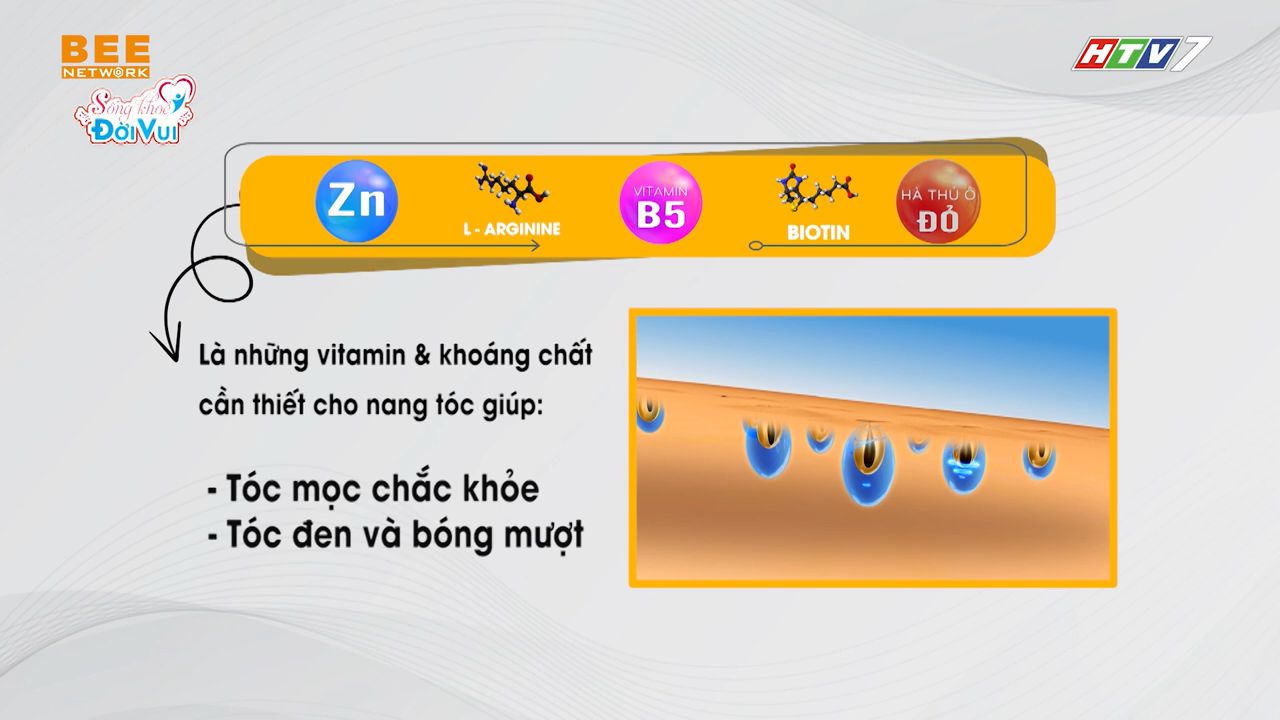 BEE
NETWORK
HTV7
Sống khỏe
ĐỜI VUI
Zn
L - ARGININE
VITAMIN
B5
BIOTIN
HÀ THỦ Ô
ĐỎ
Là những vitamin & khoáng chất
cần thiết cho nang tóc giúp:
- Tóc mọc chắc khỏe
- Tóc đen và bóng mượt